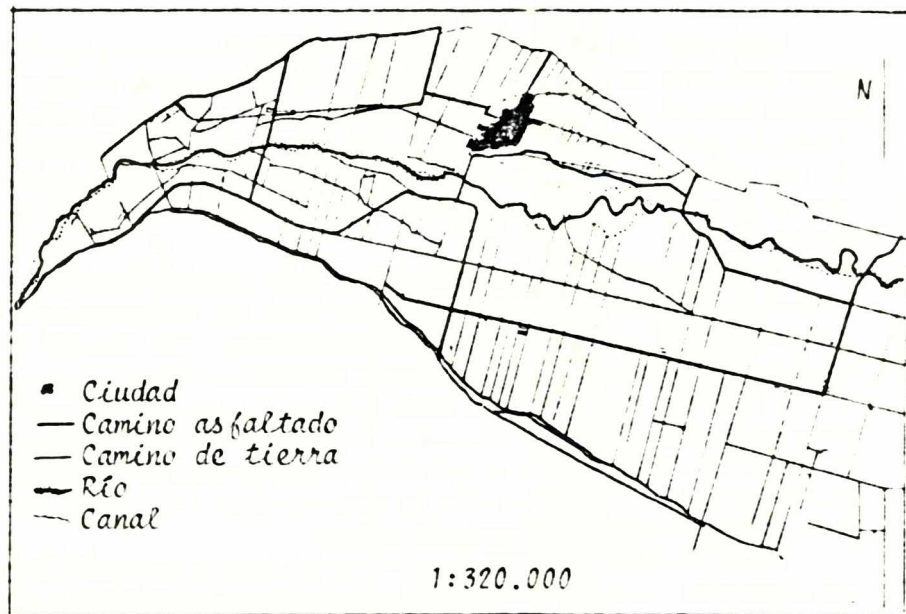 N
Ciudad
Camino asfaltado
Camino de tierra
Río
Canal
1:320.000